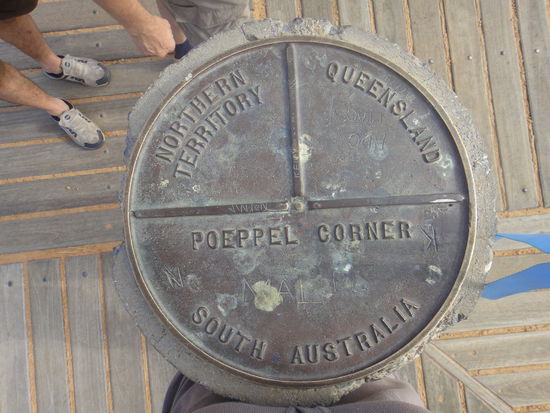 NORTHERN
TERRITORY
QUEENSLAND
POEPPEL CORNER
SOUTH AUSTRALIA